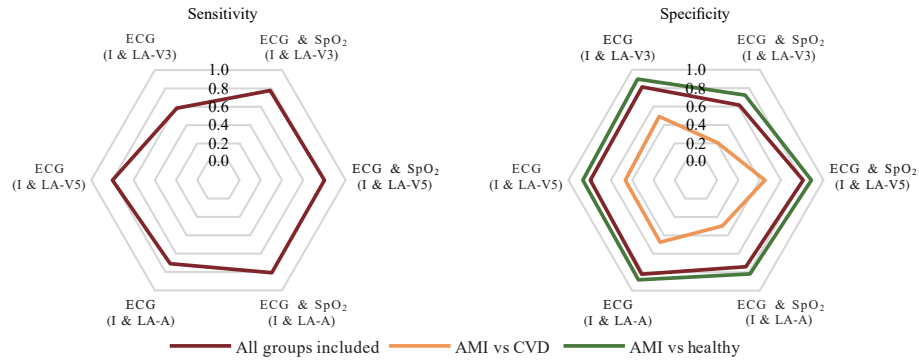 Sensitivity
ECG
(I & LA-V3)
ECG & SpO₂
(I & LA-V3)
1.0
0.8
0.6
0.4
0.2
0.0
ECG
(I & LA-V5)
ECG & SpO₂
(I & LA-V5)
ECG
(I & LA-A)
ECG & SpO₂
(I & LA-A)
Specificity
ECG
(I & LA-V3)
ECG & SpO₂
(I & LA-V3)
1.0
0.8
0.6
0.4
0.2
0.0
ECG
(I & LA-V5)
ECG & SpO₂
(I & LA-V5)
ECG
(I & LA-A)
ECG & SpO₂
(I & LA-A)
All groups included
AMI vs CVD
AMI vs healthy